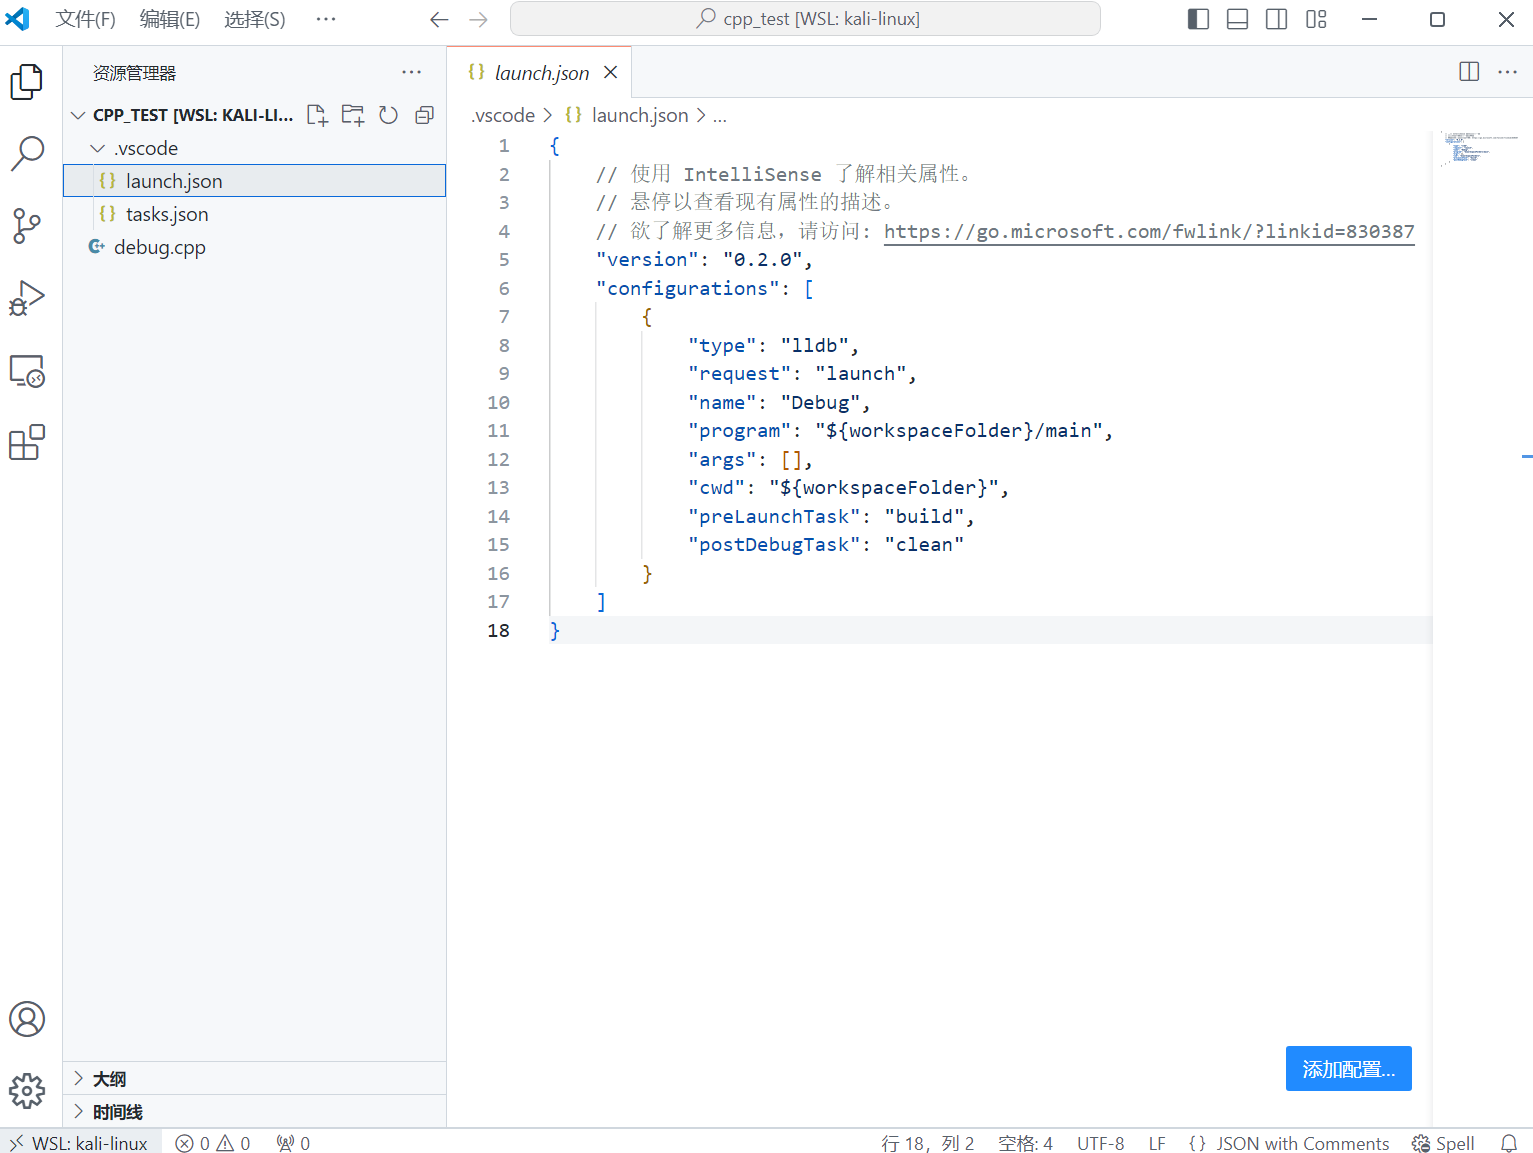 文件(F) 编辑(E) 选择(S) ···
cpp_test [WSL: kali-linux]
资源管理器
CPP_TEST [WSL: KALI-LI...
.vscode
launch.json
tasks.json
debug.cpp
大纲
时间线
launch.json
.vscode > launch.json > ...
1 {
2 // 使用 IntelliSense 了解相关属性。
3 // 悬停以查看现有属性的描述。
4 // 欲了解更多信息，请访问: https://go.microsoft.com/fwlink/?linkid=830387
5 "version": "0.2.0",
6 "configurations": [
7 {
8 "type": "lldb",
9 "request": "launch",
10 "name": "Debug",
11 "program": "${workspaceFolder}/main",
12 "args": [],
13 "cwd": "${workspaceFolder}",
14 "preLaunchTask": "build",
15 "postDebugTask": "clean"
16 }
17 ]
18 }
添加配置...
WSL: kali-linux 0 0 0 行 18，列 2 空格: 4 UTF-8 LF {} JSON with Comments Spell